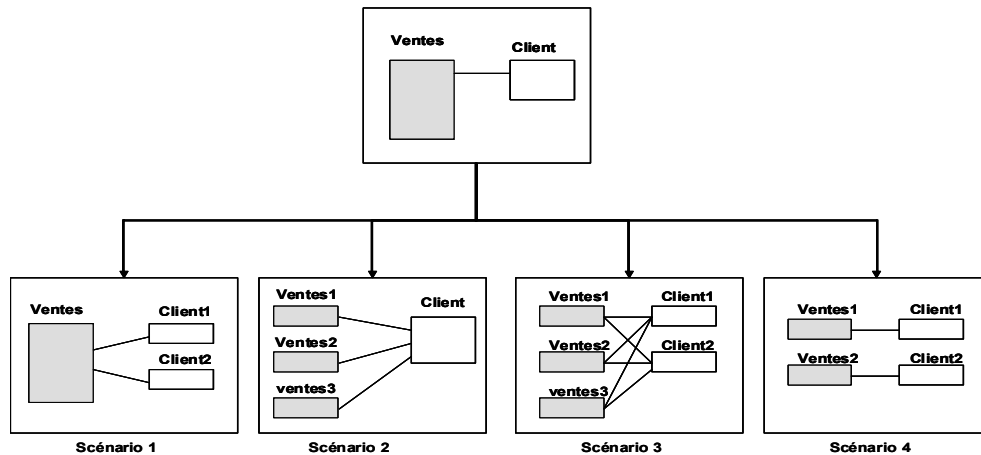 Ventes
Client
Ventes
Client1
Client2
Scénario 1
Ventes1
Client
Ventes2
ventes3
Scénario 2
Ventes1
Client1
Ventes2
Client2
ventes3
Scénario 3
Ventes1
Client1
Ventes2
Client2
Scénario 4